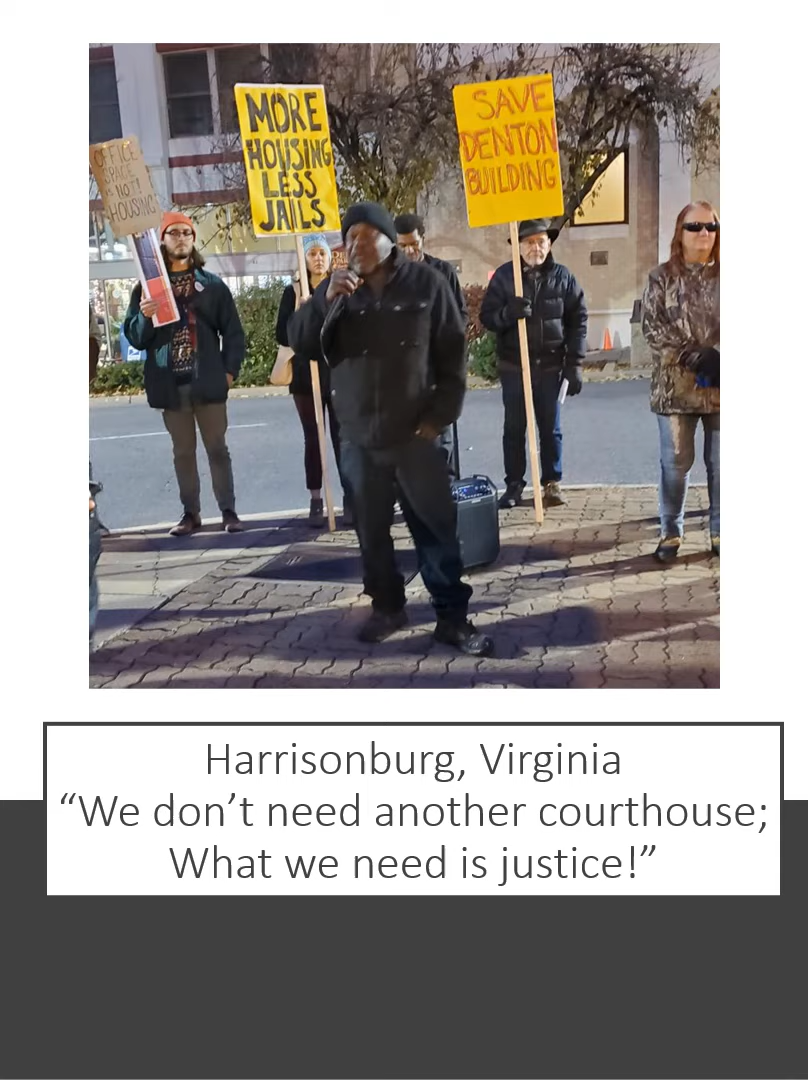 OFFICE
SPACE
IS NOT
HOUSING
MORE
HOUSING
LESS
JAILS
SAVE
DENTON
BUILDING
Harrisonburg, Virginia
“We don’t need another courthouse;
What we need is justice!”